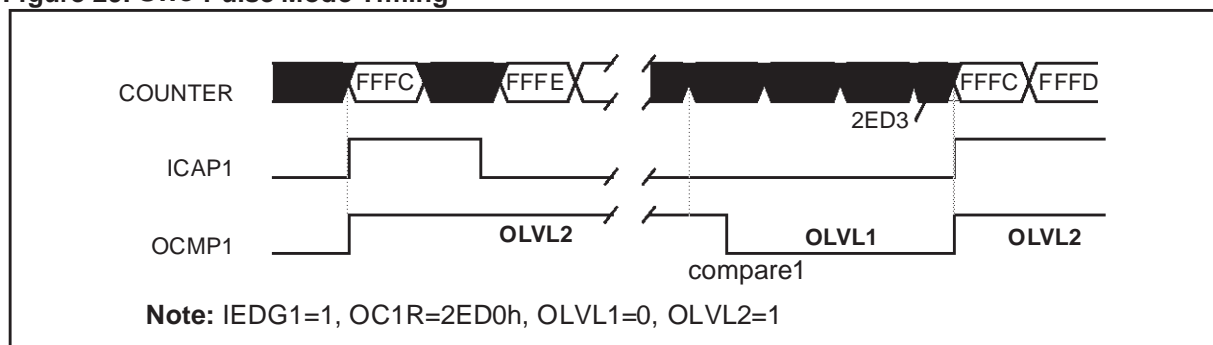 COUNTER FFFC FFFE FFFC FFFD
2ED3
ICAP1
OCMP1 OLVL2 OLVL1 OLVL2
compare1
Note: IEDG1=1, OC1R=2ED0h, OLVL1=0, OLVL2=1